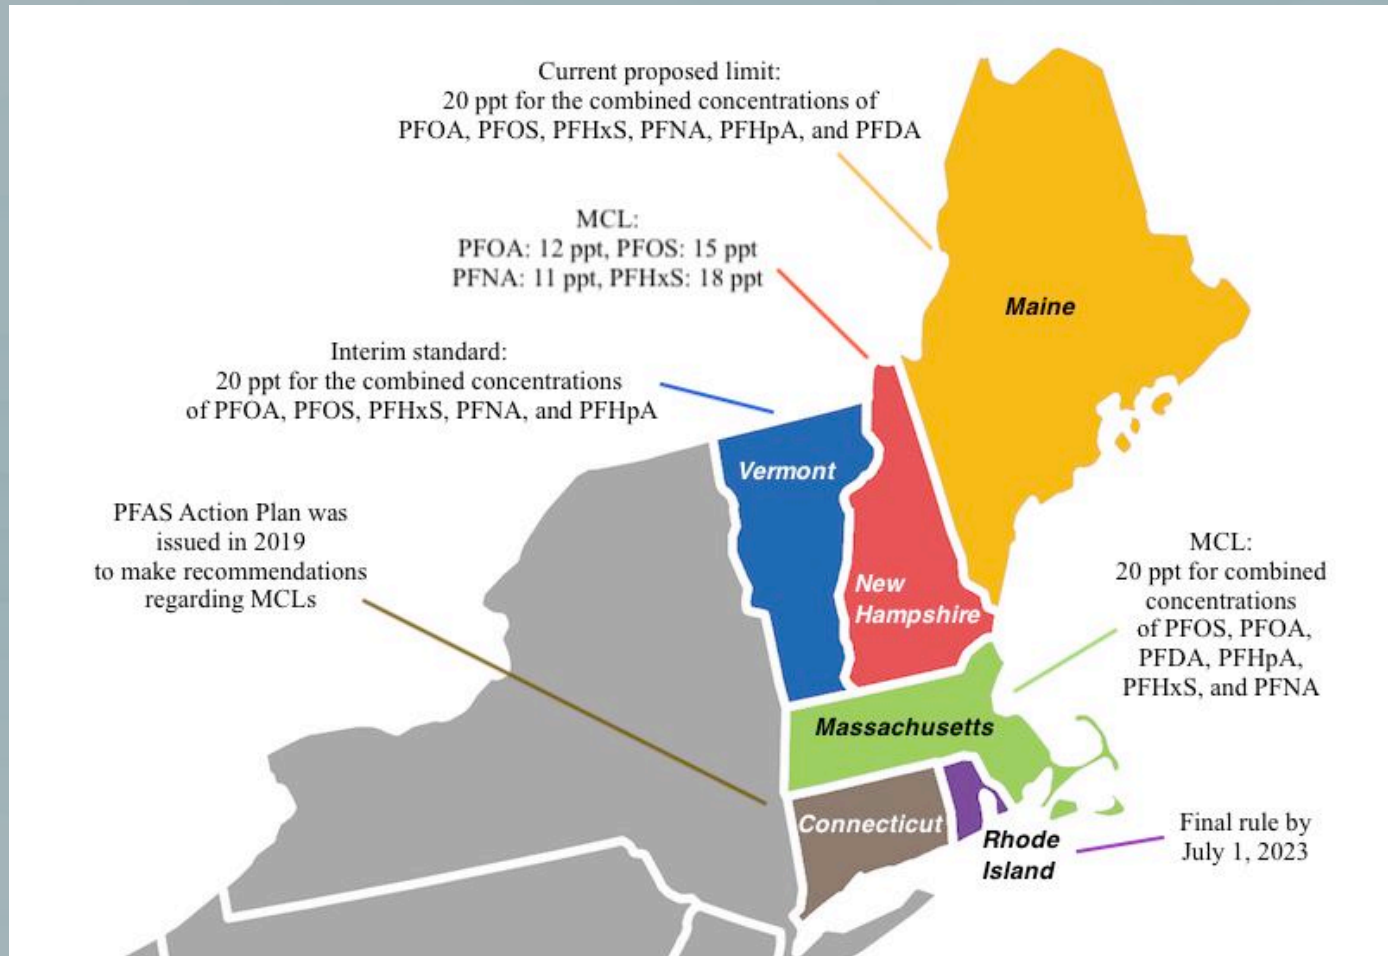 Current proposed limit:
20 ppt for the combined concentrations of
PFOA, PFOS, PFHxS, PFNA, PFHpA, and PFDA
MCL:
PFOA: 12 ppt, PFOS: 15 ppt
PFNA: 11 ppt, PFHxS: 18 ppt
Maine
Interim standard:
20 ppt for the combined concentrations
of PFOA, PFOS, PFHxS, PFNA, and PFHpA
Vermont
PFAS Action Plan was
issued in 2019
to make recommendations
regarding MCLs
New
Hampshire
MCL:
20 ppt for combined
concentrations
of PFOS, PFOA,
PFDA, PFHpA,
PFHxS, and PFNA
Massachusetts
Connecticut
Rhode
Island
Final rule by
July 1, 2023